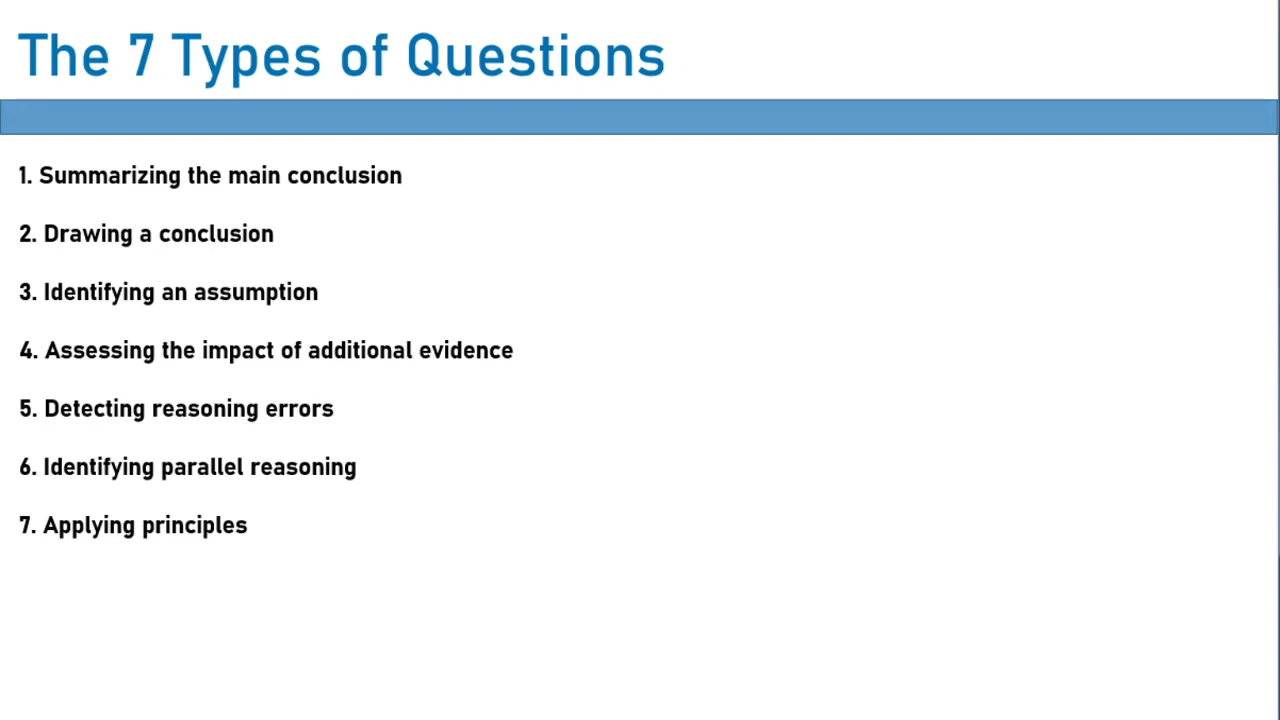 The 7 Types of Questions
1. Summarizing the main conclusion
2. Drawing a conclusion
3. Identifying an assumption
4. Assessing the impact of additional evidence
5. Detecting reasoning errors
6. Identifying parallel reasoning
7. Applying principles